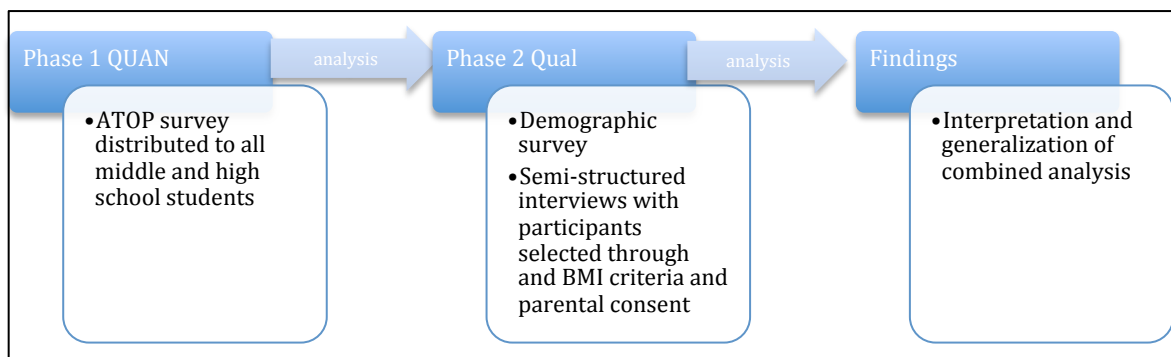 Phase 1 QUAN
analysis
Phase 2 Qual
analysis
Findings
•ATOP survey
distributed to all
middle and high
school students
•Demographic
survey
•Semi-structured
interviews with
participants
selected through
and BMI criteria and
parental consent
•Interpretation and
generalization of
combined analysis